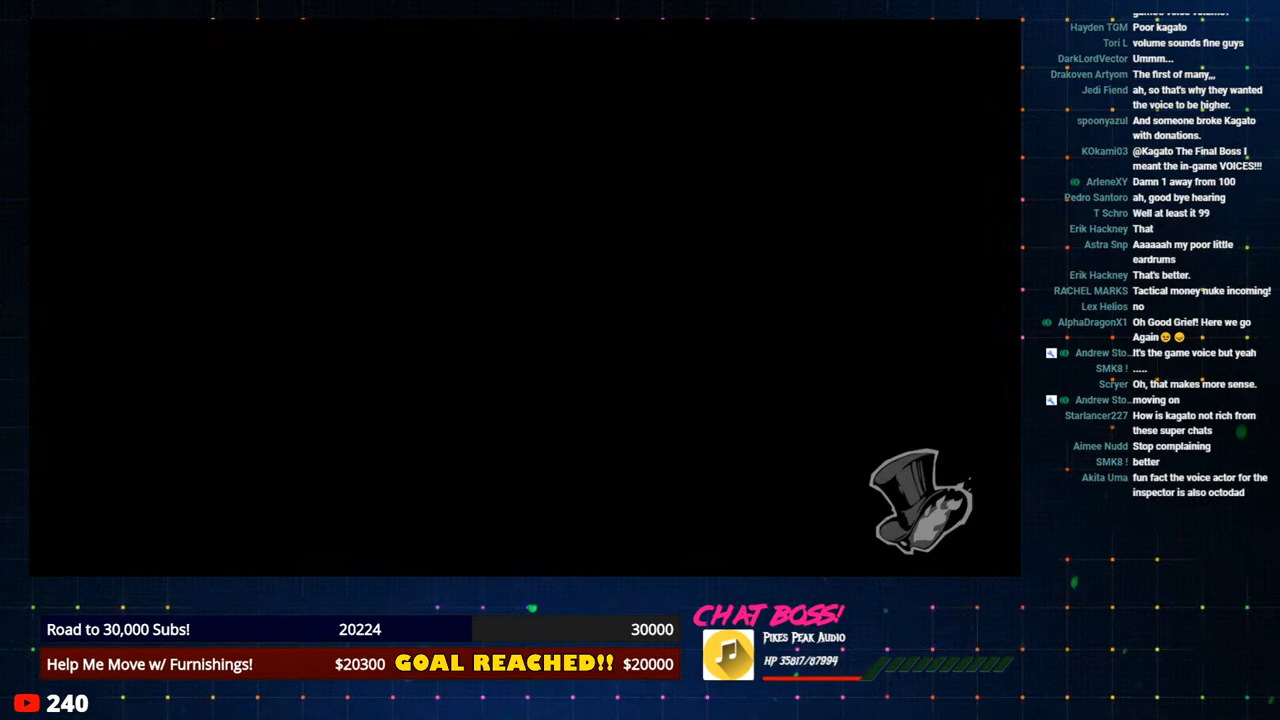 Hayden TGM Poor kagato
Tori L volume sounds fine guys
DarkLordVector Ummm...
Drakoven Artyom The first of many,,,
Jedi Fiend ah, so that's why they wanted
the voice to be higher.
spoonyazul And someone broke Kagato
with donations.
KOkami03 @Kagato The Final Boss I
meant the in-game VOICES!!!
ArleneXY Damn 1 away from 100
Pedro Santoro ah, good bye hearing
T Schro Well at least it 99
Erik Hackney That
Astra Snp Aaaaaah my poor little
eardrums
Erik Hackney That's better.
RACHEL MARKS Tactical money nuke incoming!
Lex Helios no
AlphaDragonX1 Oh Good Grief! Here we go
Again😣😠
Andrew Sto... It's the game voice but yeah
SMK8 ! .....
Scryer Oh, that makes more sense.
Andrew Sto... moving on
Starlancer227 How is kagato not rich from
these super chats
Aimee Nudd Stop complaining
SMK8 ! better
Akita Uma fun fact the voice actor for the
inspector is also octodad
CHAT BOSS!
Pikes Peak Audio
HP 35817/87994
Road to 30,000 Subs! 20224 30000
Help Me Move w/ Furnishings! $20300 GOAL REACHED!! $20000
240